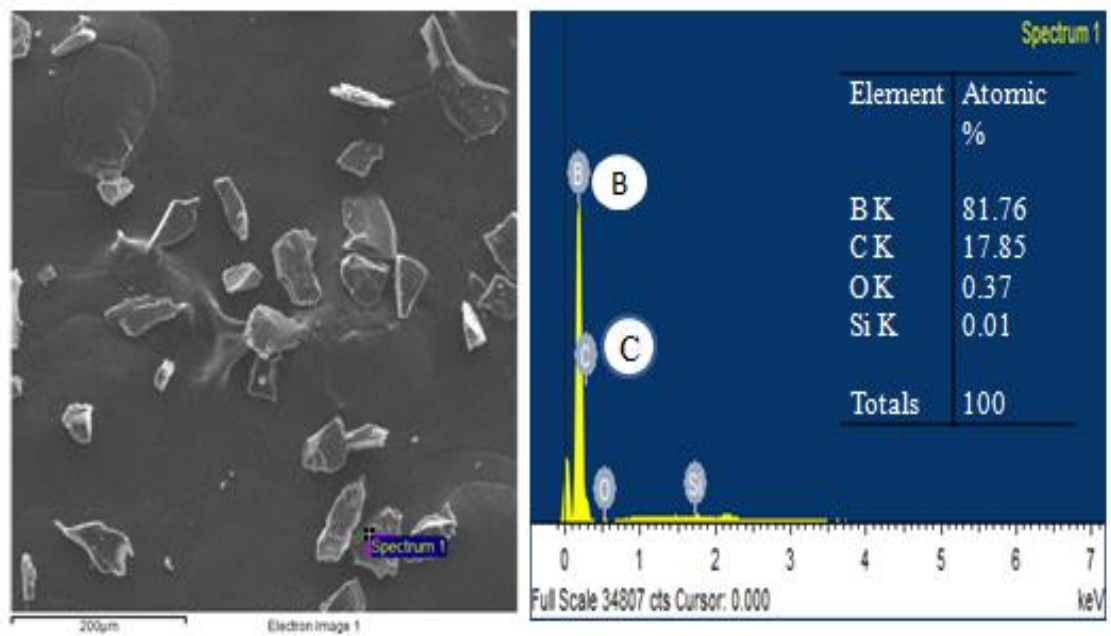 Spectrum 1
200µm
Electron Image 1
Spectrum 1
Element Atomic
%
B K 81.76
C K 17.85
O K 0.37
Si K 0.01
Totals 100
B B
C C
O S
0 1 2 3 4 5 6 7
Full Scale 34807 cts Cursor: 0.000 keV